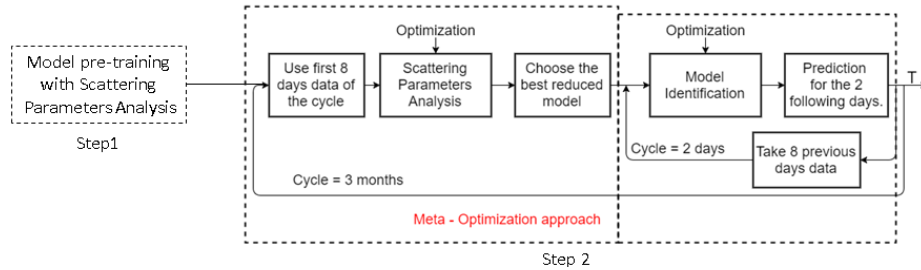 Model pre-training
with Scattering
Parameters Analysis
Step1
Optimization
Use first 8
days data of
the cycle
Scattering
Parameters
Analysis
Choose the
best reduced
model
Cycle = 3 months
Meta - Optimization approach
Optimization
Model
Identification
Prediction
for the 2
following days.
T
Cycle = 2 days
Take 8 previous
days data
Step 2